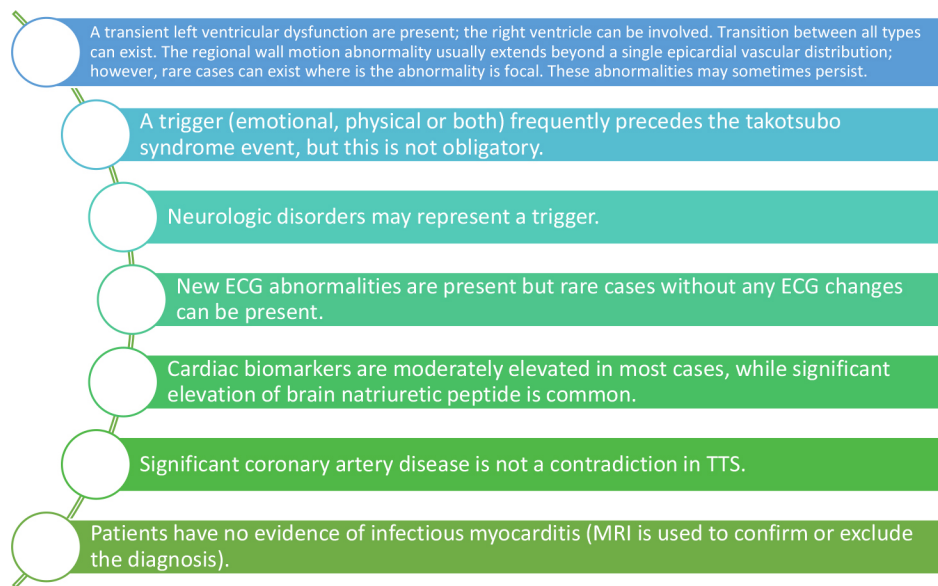 A transient left ventricular dysfunction are present; the right ventricle can be involved. Transition between all types
can exist. The regional wall motion abnormality usually extends beyond a single epicardial vascular distribution;
however, rare cases can exist where is the abnormality is focal. These abnormalities may sometimes persist.
A trigger (emotional, physical or both) frequently precedes the takotsubo
syndrome event, but this is not obligatory.
Neurologic disorders may represent a trigger.
New ECG abnormalities are present but rare cases without any ECG changes
can be present.
Cardiac biomarkers are moderately elevated in most cases, while significant
elevation of brain natriuretic peptide is common.
Significant coronary artery disease is not a contradiction in TTS.
Patients have no evidence of infectious myocarditis (MRI is used to confirm or exclude
the diagnosis).